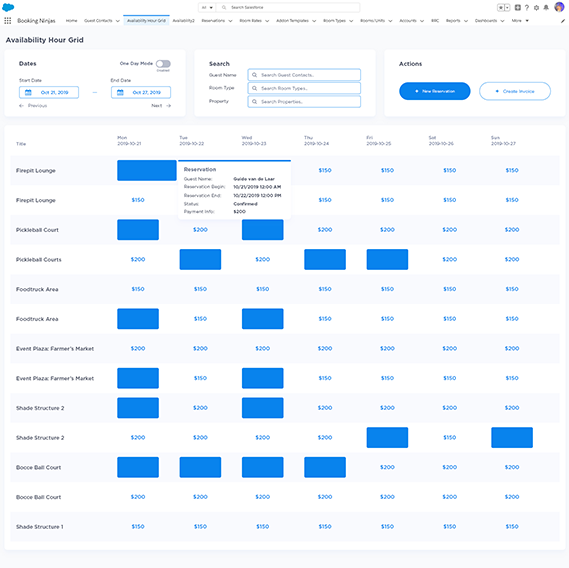 All
Search Salesforce
Booking Ninjas
Home Guest Contacts Availability Hour Grid Availability2 Reservations Room Rates Addon Templates Room Types Rooms/Units Accounts RRC Reports Dashboards More
Availability Hour Grid
Dates
One Day Mode
Disabled
Start Date End Date
Oct 21, 2019 — Oct 27, 2019
← Previous Next →
Search
Guest Name Search Guest Contacts..
Room Type Search Room Types..
Property Search Properties..
Actions
+ New Reservation + Create Invoice
Title Mon 2019-10-21 Tue 2019-10-22 Wed 2019-10-23 Thu 2019-10-24 Fri 2019-10-25 Sat 2019-10-26 Sun 2019-10-27
Firepit Lounge $150 $150 $150 $150
Reservation
Guest Name: Guido van de Laar
Reservation Begin: 10/21/2019 12:00 AM
Reservation End: 10/22/2019 12:00 PM
Status Confirmed
Payment Info: $200
Firepit Lounge $150 $150 $150 $150 $150
Pickleball Court $200 $200 $200 $200 $200
Pickleball Courts $200 $200 $200 $200
Foodtruck Area $150 $150 $150 $150 $150 $150 $150
Foodtruck Area $150 $150 $150 $150 $150
Event Plaza: Farmer's Market $200 $200 $200 $200 $200 $200 $200
Event Plaza: Farmer's Market $150 $150 $150 $150 $150
Shade Structure 2 $200 $200 $200 $200 $200
Shade Structure 2 $200 $200 $200 $200 $150
Bocce Ball Court $200 $200 $200
Bocce Ball Court $200 $200 $200 $200 $200 $200 $200
Shade Structure 1 $150 $150 $150 $150 $150 $150 $150